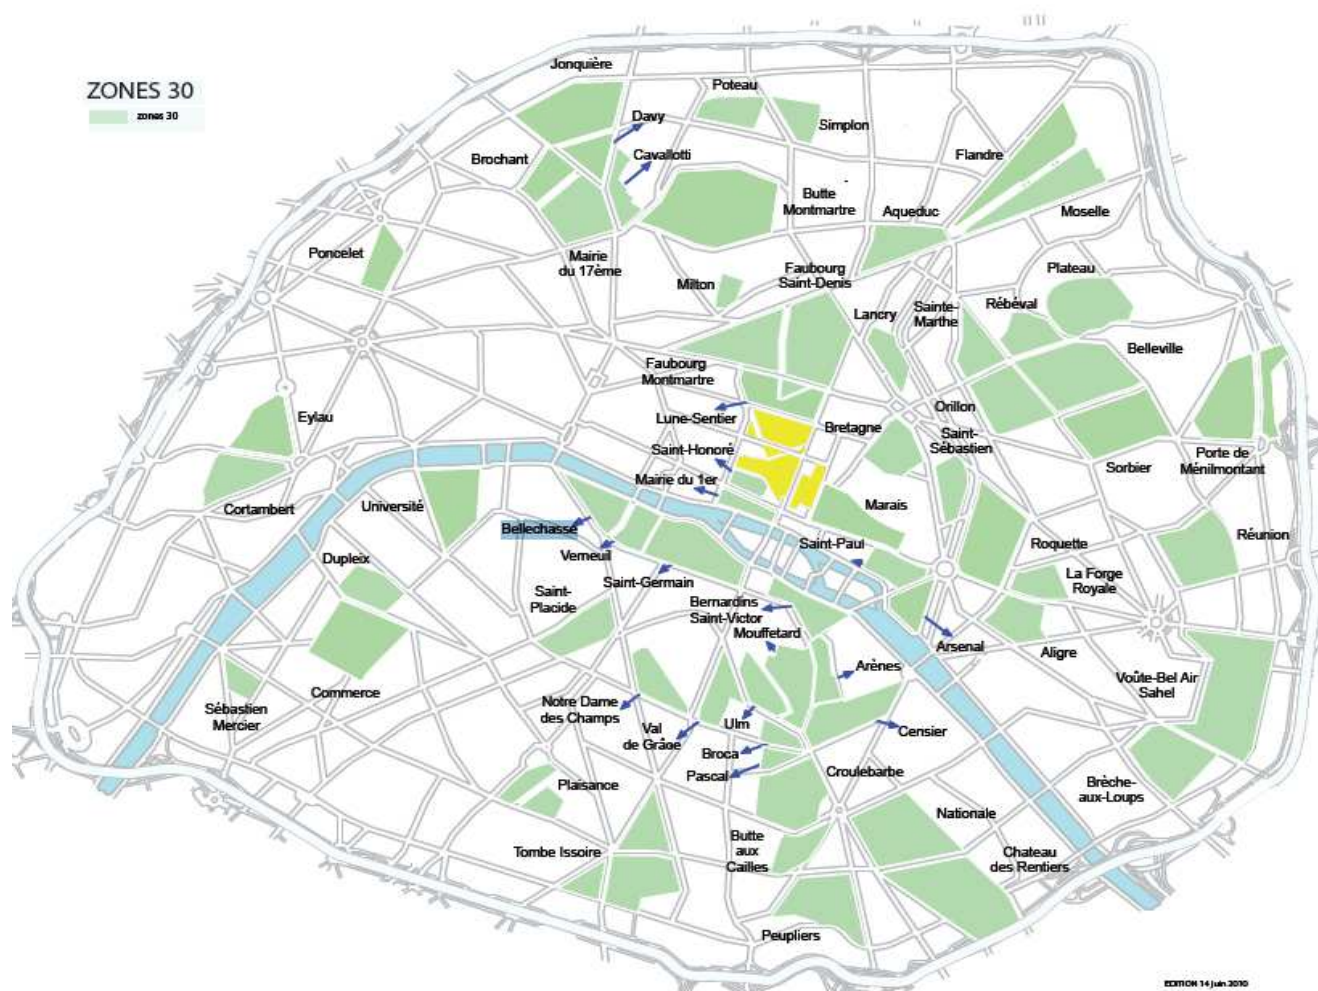 ZONES 30
zones 30
Jonquière
Poteau
Davy
Simplon
Cavallotti
Brochant
Flandre
Butte
Montmartre
Aqueduc
Moselle
Poncelet
Mairie
du 17ème
Milton
Faubourg
Saint-Denis
Plateau
Lancry
Sainte-
Marthe
Rébéval
Belleville
Faubourg
Montmartre
Eylau
Lune-Sentier
Bretagne
Orillon
Saint-
Sébastien
Saint-Honoré
Mairie du 1er
Sorbier
Porte de
Ménilmontant
Cortambert
Université
Marais
Bellechasse
Verneuil
Saint-Paul
Roquette
Réunion
Dupleix
Saint-Germain
La Forge
Royale
Saint-
Placide
Bernardins
Saint-Victor
Mouffetard
Arsenal
Aligre
Arènes
Voûte-Bel Air
Sahel
Commerce
Sébastien
Mercier
Notre Dame
des Champs
Val
de Grâce
Ulm
Censier
Broca
Pascal
Croulebarbe
Plaisance
Brèche-
aux-Loups
Nationale
Butte
aux
Cailles
Tombe Issoire
Chateau
des Rentiers
Peupliers
EDITION 14 juin 2010